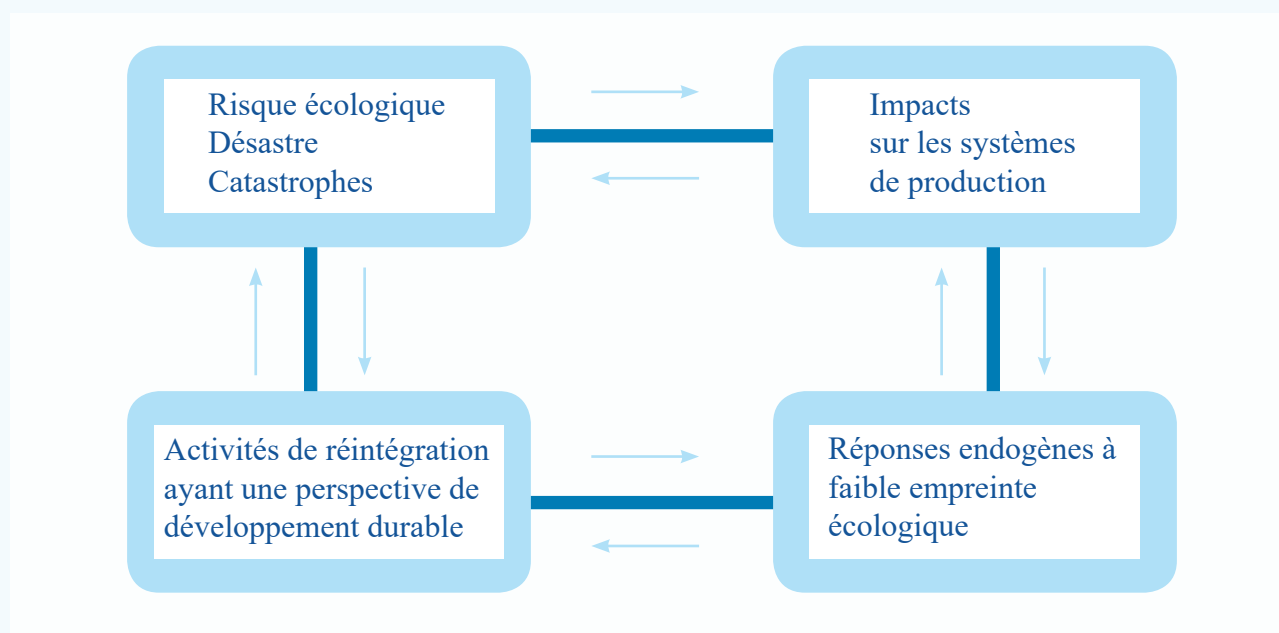 Risque écologique
Désastre
Catastrophes
Impacts
sur les systèmes
de production
Activités de réintégration
ayant une perspective de
développement durable
Réponses endogènes à
faible empreinte
écologique